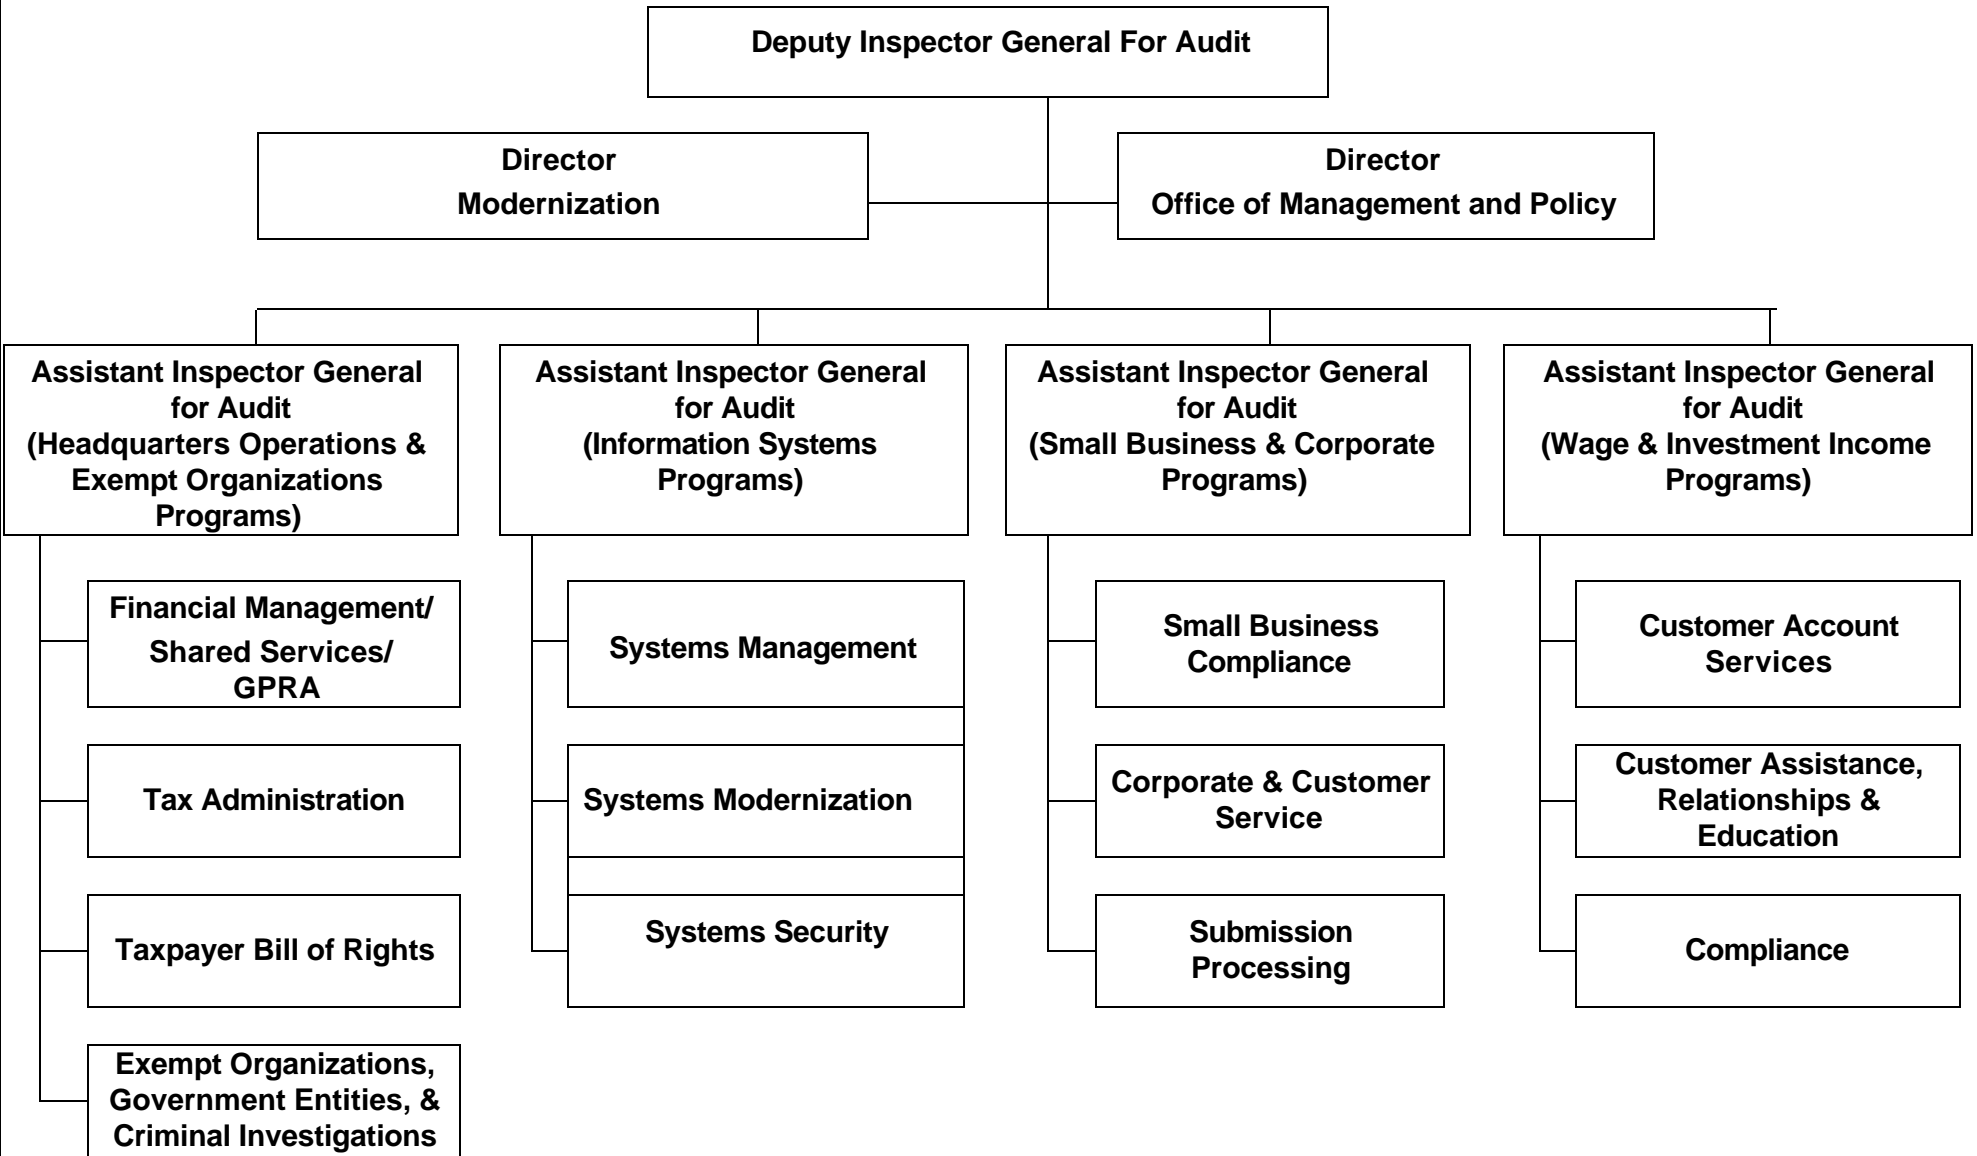 Deputy Inspector General For Audit
Director
Modernization
Director
Office of Management and Policy
Assistant Inspector General
for Audit
(Headquarters Operations &
Exempt Organizations
Programs)
Assistant Inspector General
for Audit
(Information Systems
Programs)
Assistant Inspector General
for Audit
(Small Business & Corporate
Programs)
Assistant Inspector General
for Audit
(Wage & Investment Income
Programs)
Financial Management/
Shared Services/
GPRA
Tax Administration
Taxpayer Bill of Rights
Exempt Organizations,
Government Entities, &
Criminal Investigations
Systems Management
Systems Modernization
Systems Security
Small Business
Compliance
Corporate & Customer
Service
Submission
Processing
Customer Account
Services
Customer Assistance,
Relationships &
Education
Compliance